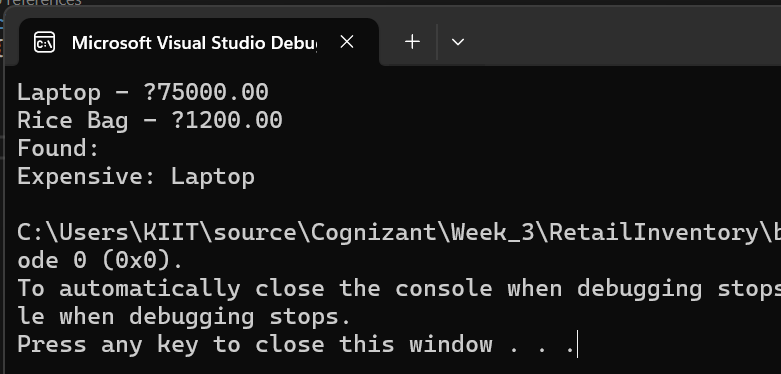 references
Microsoft Visual Studio Debu
Laptop - ?75000.00
Rice Bag - ?1200.00
Found:
Expensive: Laptop
C:\Users\KIIT\source\Cognizant\Week_3\RetailInventory\b
ode 0 (0x0).
To automatically close the console when debugging stops
le when debugging stops.
Press any key to close this window . . .